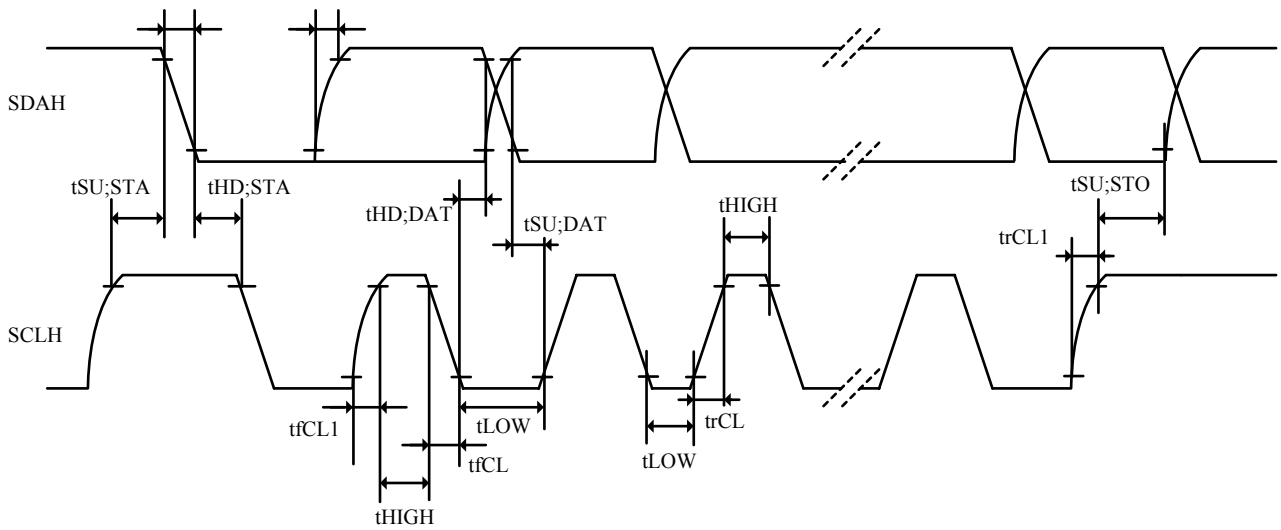 SDAH
tSU;STA
tHD;STA
tHD;DAT
tSU;DAT
tHIGH
tSU;STO
trCL1
SCLH
tfCL1
tHIGH
tfCL
tLOW
tLOW
trCL